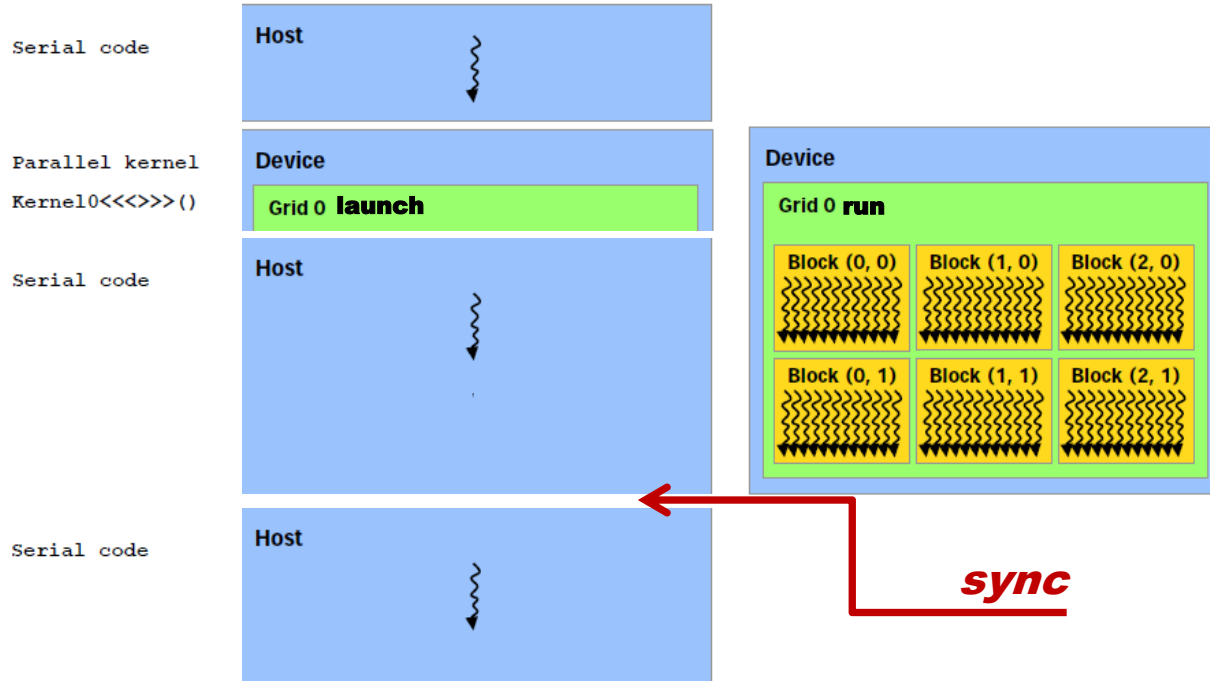 Serial code
Host
Parallel kernel
Kernel0<<<>>>()
Device
Grid 0 launch
Serial code
Host
Device
Grid 0 run
Block (0, 0) Block (1, 0) Block (2, 0)
Block (0, 1) Block (1, 1) Block (2, 1)
sync
Serial code
Host